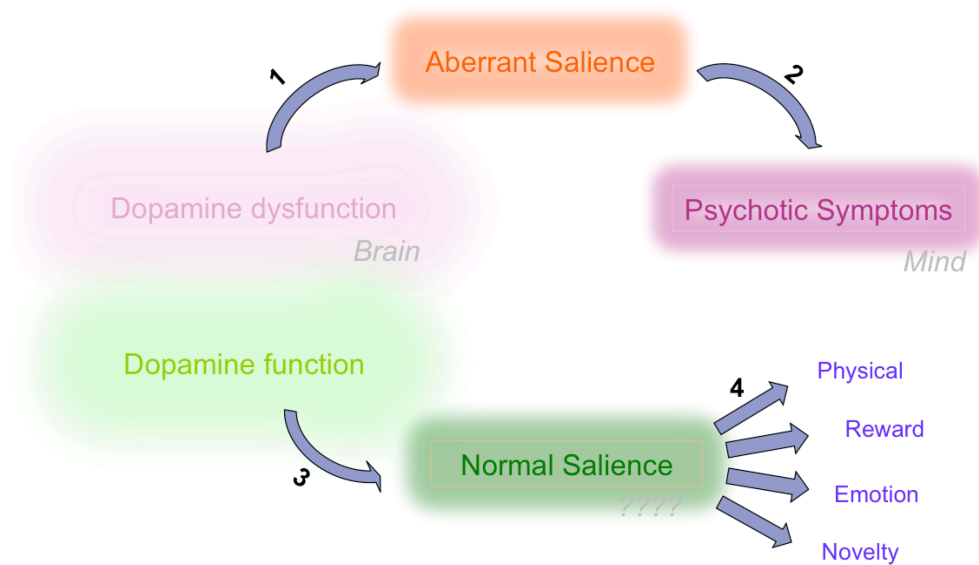 1
Aberrant Salience
2
Dopamine dysfunction
Brain
Psychotic Symptoms
Mind
Dopamine function
3
Normal Salience
????
4
Physical
Reward
Emotion
Novelty